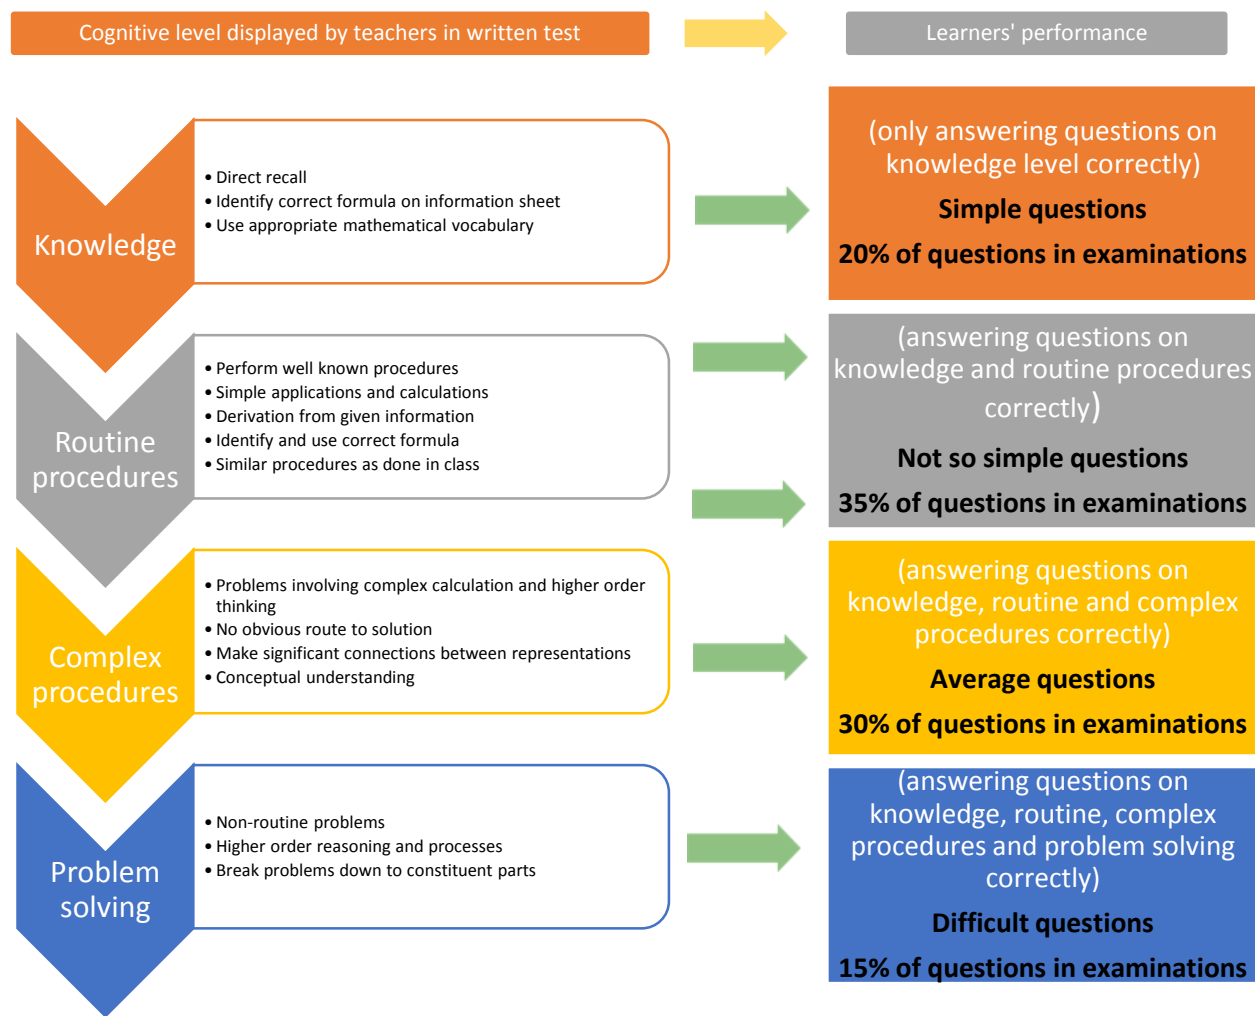 Cognitive level displayed by teachers in written test
Learners' performance
Knowledge
• Direct recall
• Identify correct formula on information sheet
• Use appropriate mathematical vocabulary
(only answering questions on
knowledge level correctly)
Simple questions
20% of questions in examinations
Routine
procedures
• Perform well known procedures
• Simple applications and calculations
• Derivation from given information
• Identify and use correct formula
• Similar procedures as done in class
(answering questions on
knowledge and routine procedures
correctly)
Not so simple questions
35% of questions in examinations
Complex
procedures
• Problems involving complex calculation and higher order
thinking
• No obvious route to solution
• Make significant connections between representations
• Conceptual understanding
(answering questions on
knowledge, routine and complex
procedures correctly)
Average questions
30% of questions in examinations
Problem
solving
• Non-routine problems
• Higher order reasoning and processes
• Break problems down to constituent parts
(answering questions on
knowledge, routine, complex
procedures and problem solving
correctly)
Difficult questions
15% of questions in examinations